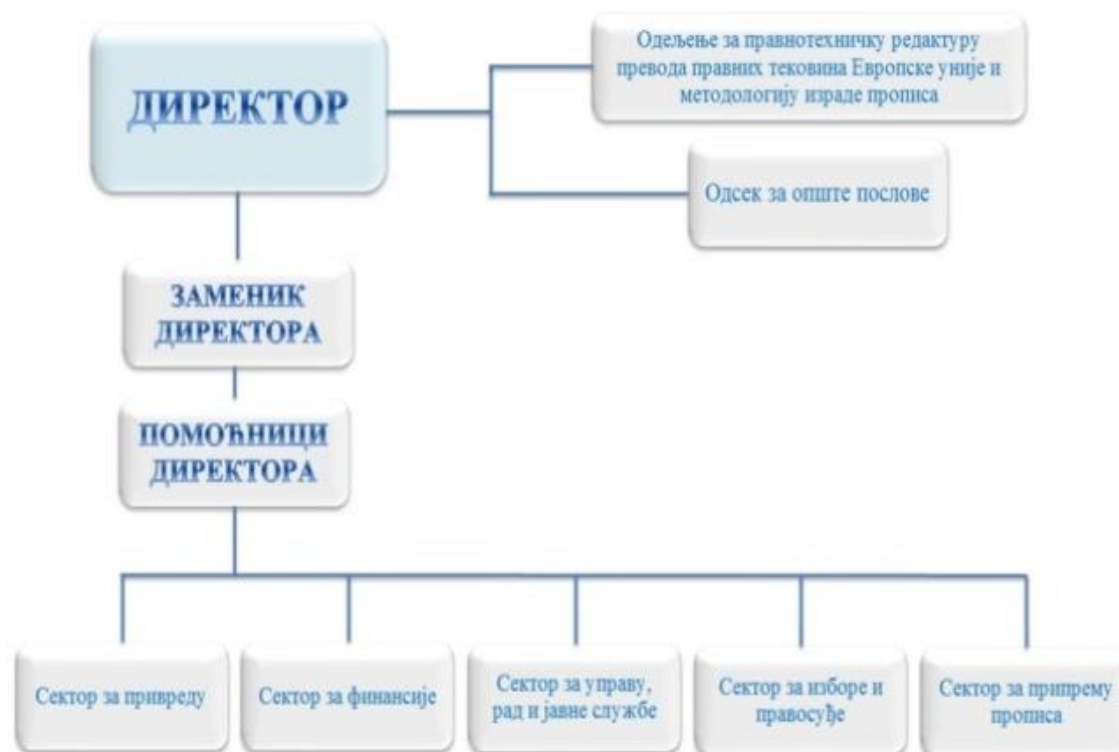 ДИРЕКТОР
Одељење за правнотехничку редактуру
превода правних тековина Европске уније и
методологију израде прописа
Одсек за опште послове
ЗАМЕНИК
ДИРЕКТОРА
ПОМОЋНИЦИ
ДИРЕКТОРА
Сектор за привреду
Сектор за финансије
Сектор за управу,
рад и јавне службе
Сектор за изборе и
правосуђе
Сектор за припрему
прописа